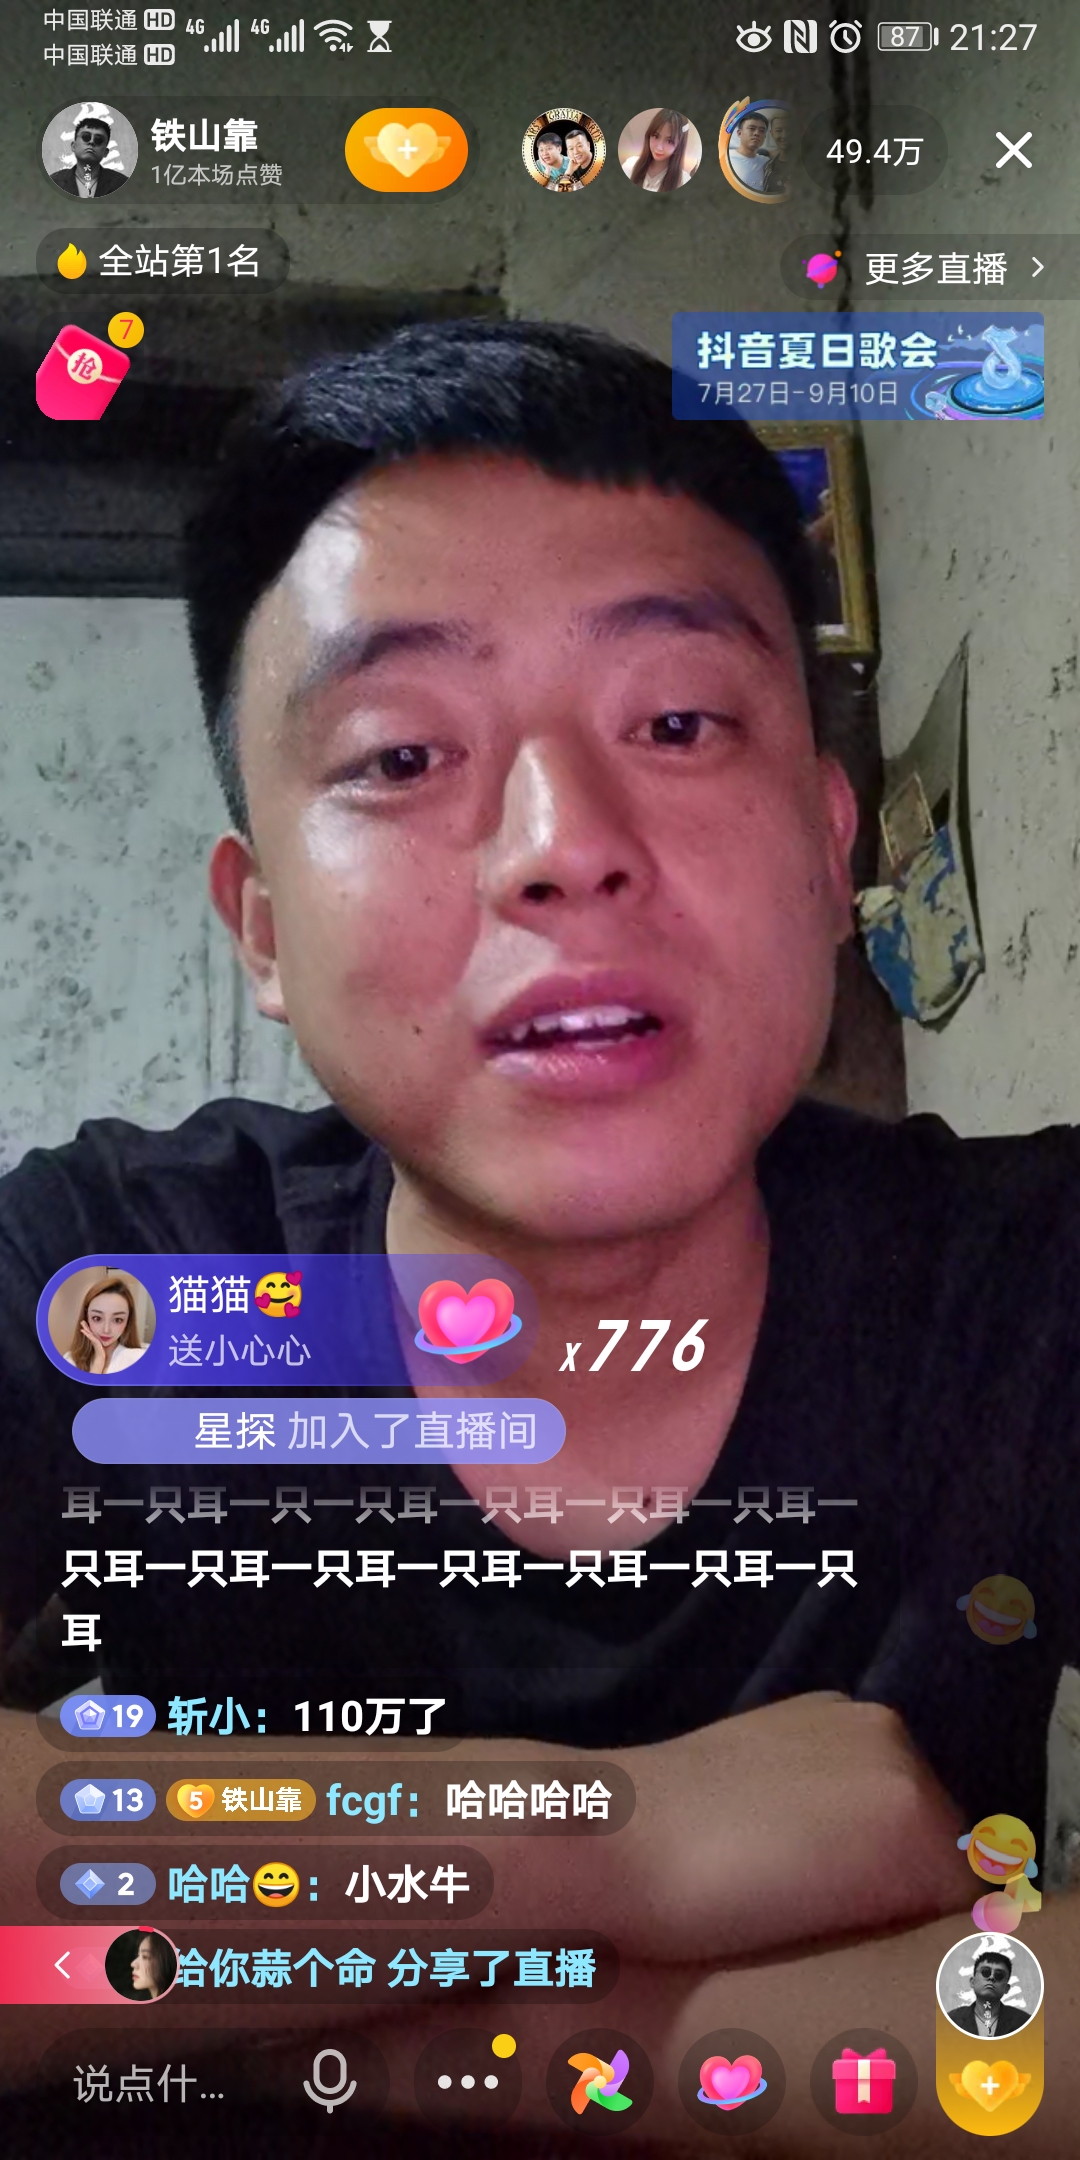 中国联通 HD
中国联通 HD
4G 4G 87 21:27
铁山靠
1亿本场点赞
49.4万
全站第1名
更多直播
7
抢
抖音夏日歌会
7月27日-9月10日
猫猫🥰
送小心心
x776
星探 加入了直播间
耳一只耳一只一只耳一只耳一只耳一只耳一
只耳一只耳一只耳一只耳一只耳一只耳一只
耳
19 斩小：110万了
13 5 铁山靠 fcgf：哈哈哈哈
2 哈哈😄：小水牛
给你蒜个命 分享了直播
说点什...